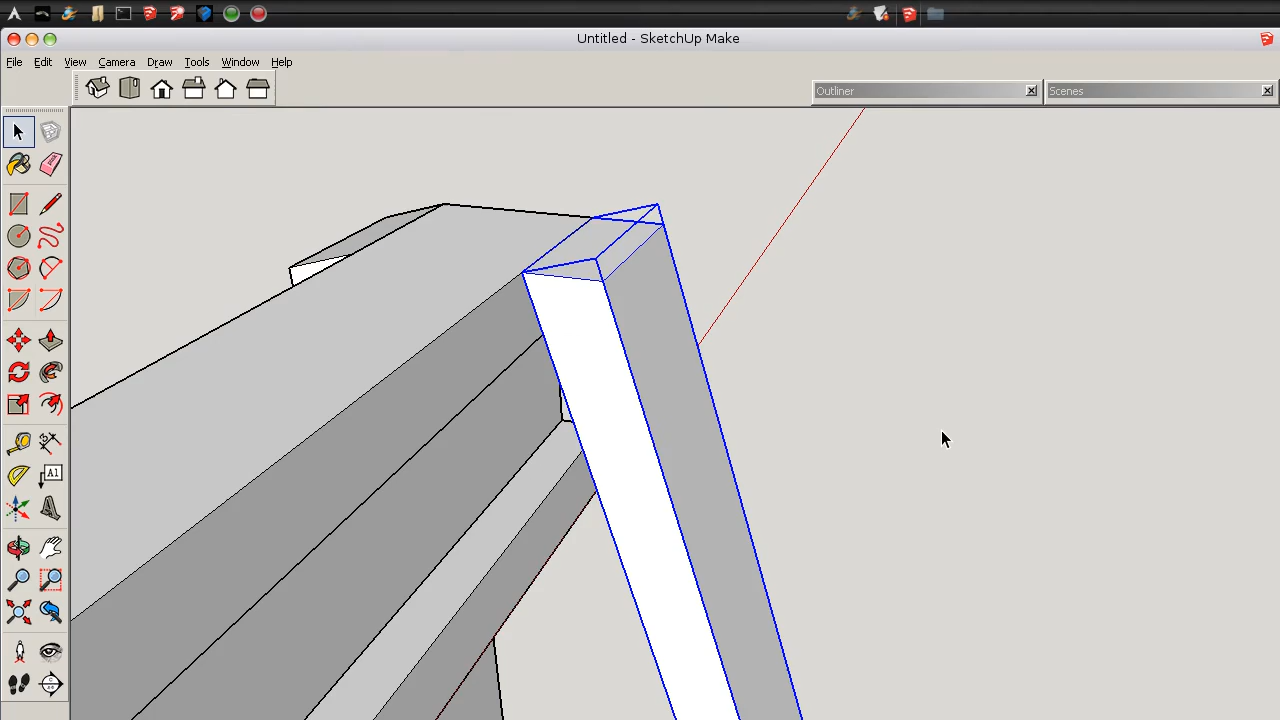 Untitled - SketchUp Make
File Edit View Camera Draw Tools Window Help
Outliner
Scenes
A1